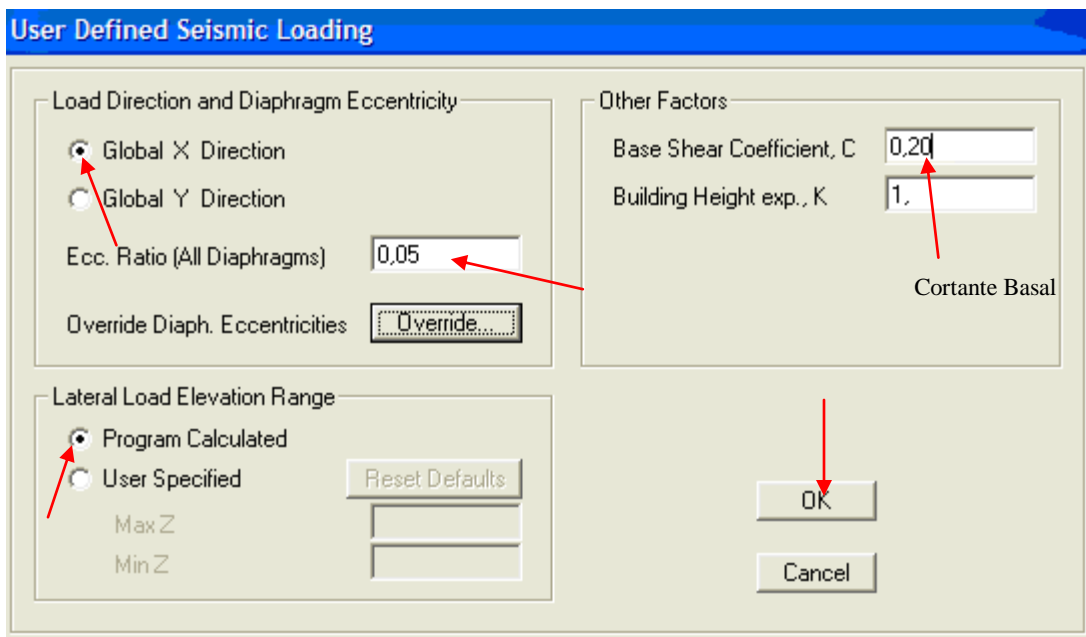 User Defined Seismic Loading
Load Direction and Diaphragm Eccentricity
Global X Direction
Global Y Direction
Ecc. Ratio (All Diaphragms) 0,05
Override Diaph. Eccentricities Override...
Other Factors
Base Shear Coefficient, C 0,20
Building Height exp., K 1,
Cortante Basal
Lateral Load Elevation Range
Program Calculated
User Specified Reset Defaults
Max Z
Min Z
OK
Cancel